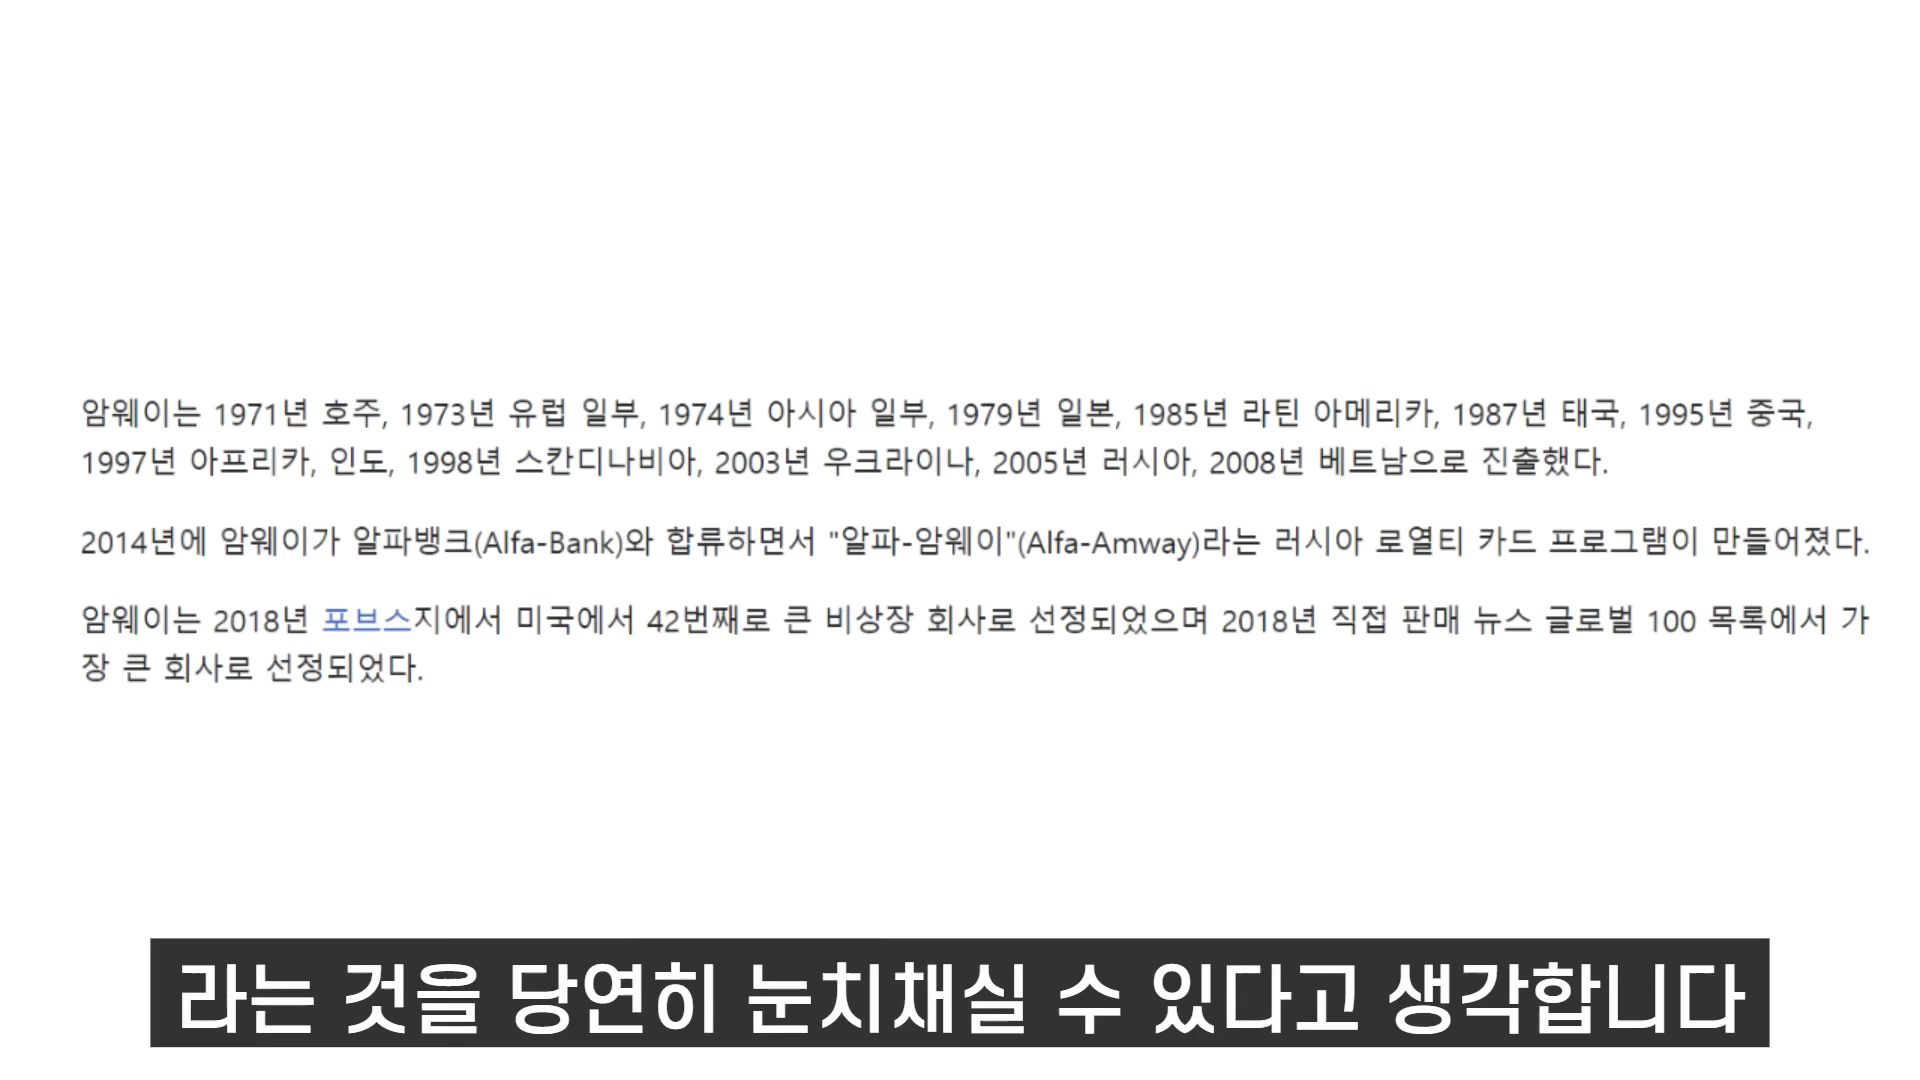 암웨이는 1971년 호주, 1973년 유럽 일부, 1974년 아시아 일부, 1979년 일본, 1985년 라틴 아메리카, 1987년 태국, 1995년 중국,
1997년 아프리카, 인도, 1998년 스칸디나비아, 2003년 우크라이나, 2005년 러시아, 2008년 베트남으로 진출했다.
2014년에 암웨이가 알파뱅크(Alfa-Bank)와 합류하면서 "알파-암웨이"(Alfa-Amway)라는 러시아 로열티 카드 프로그램이 만들어졌다.
암웨이는 2018년 포브스지에서 미국에서 42번째로 큰 비상장 회사로 선정되었으며 2018년 직접 판매 뉴스 글로벌 100 목록에서 가
장 큰 회사로 선정되었다.
라는 것을 당연히 눈치채실 수 있다고 생각합니다